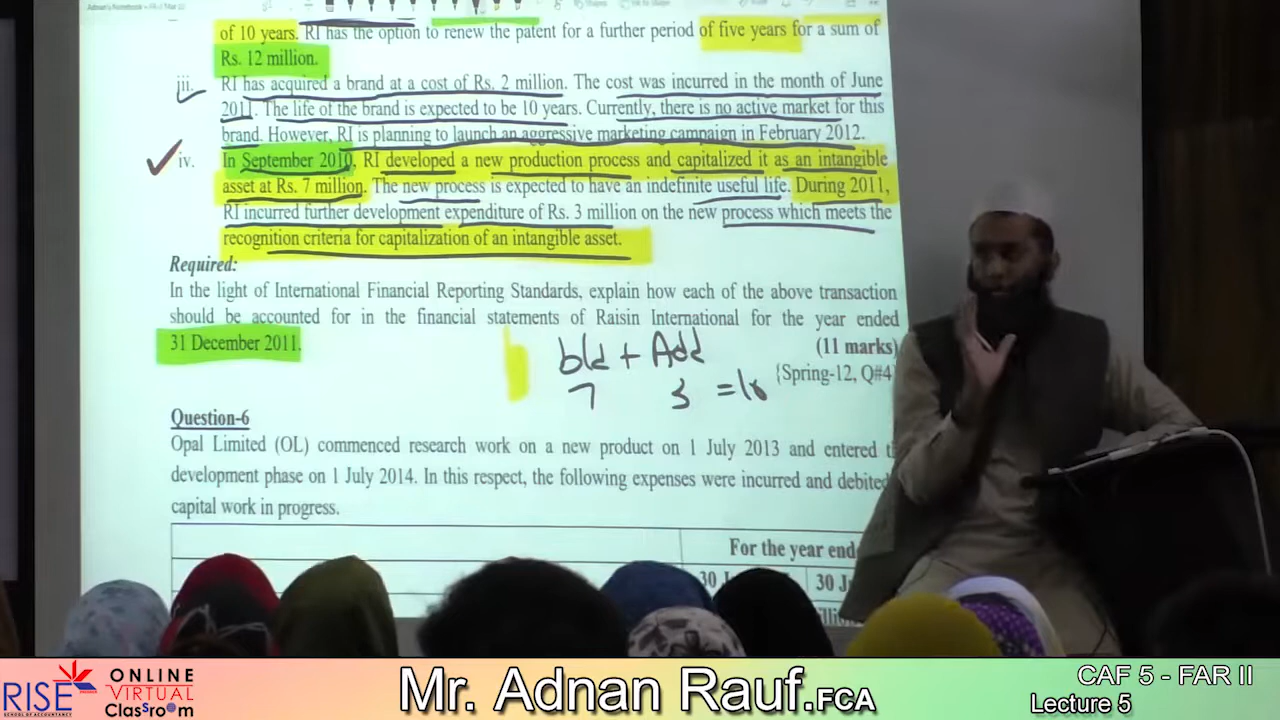 of 10 years. RI has the option to renew the patent for a further period of five years for a sum of
Rs. 12 million.
iii. RI has acquired a brand at a cost of Rs. 2 million. The cost was incurred in the month of June
2011. The life of the brand is expected to be 10 years. Currently, there is no active market for this
brand. However, RI is planning to launch an aggressive marketing campaign in February 2012.
iv. In September 2010, RI developed a new production process and capitalized it as an intangible
asset at Rs. 7 million. The new process is expected to have an indefinite useful life. During 2011,
RI incurred further development expenditure of Rs. 3 million on the new process which meets the
recognition criteria for capitalization of an intangible asset.
Required:
In the light of International Financial Reporting Standards, explain how each of the above transaction
should be accounted for in the financial statements of Raisin International for the year ended
31 December 2011.
(11 marks)
{Spring-12, Q#4}
bld + Add
7 3 =10
Question-6
Opal Limited (OL) commenced research work on a new product on 1 July 2013 and entered
development phase on 1 July 2014. In this respect, the following expenses were incurred and debited
capital work in progress.
For the year end
30 J 30 J
RISE
SCHOOL OF ACCOUNTANCY
ONLINE
VIRTUAL
ClassrOOm
Mr. Adnan Rauf.FCA
CAF 5 - FAR II
Lecture 5